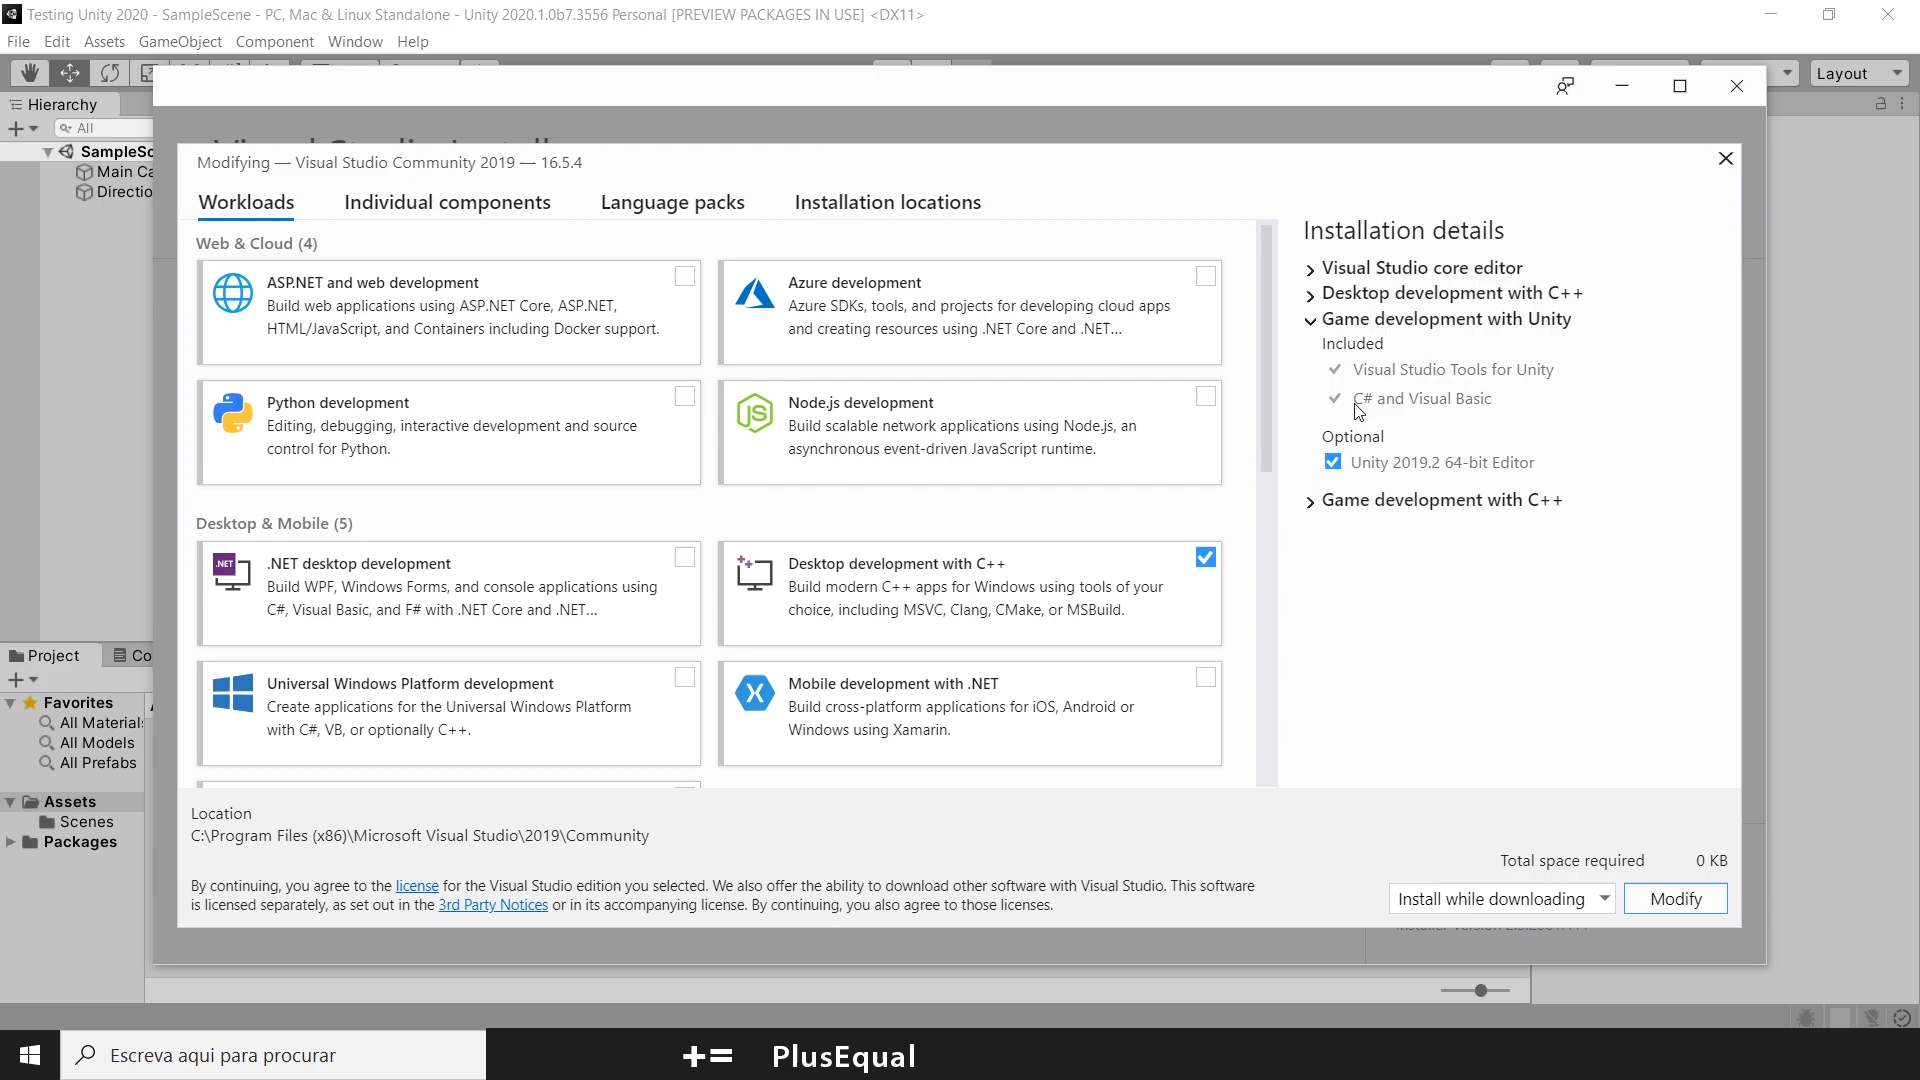 Testing Unity 2020 - SampleScene - PC, Mac & Linux Standalone - Unity 2020.1.0b7.3556 Personal [PREVIEW PACKAGES IN USE] <DX11>
File Edit Assets GameObject Component Window Help
Layout
Hierarchy
All
SampleSc
Main Ca
Directio
Modifying — Visual Studio Community 2019 — 16.5.4
Workloads Individual components Language packs Installation locations
Web & Cloud (4)
ASP.NET and web development
Build web applications using ASP.NET Core, ASP.NET,
HTML/JavaScript, and Containers including Docker support.
Azure development
Azure SDKs, tools, and projects for developing cloud apps
and creating resources using .NET Core and .NET...
Python development
Editing, debugging, interactive development and source
control for Python.
Node.js development
Build scalable network applications using Node.js, an
asynchronous event-driven JavaScript runtime.
Desktop & Mobile (5)
.NET desktop development
Build WPF, Windows Forms, and console applications using
C#, Visual Basic, and F# with .NET Core and .NET...
Desktop development with C++
Build modern C++ apps for Windows using tools of your
choice, including MSVC, Clang, CMake, or MSBuild.
Universal Windows Platform development
Create applications for the Universal Windows Platform
with C#, VB, or optionally C++.
Mobile development with .NET
Build cross-platform applications for iOS, Android or
Windows using Xamarin.
Installation details
Visual Studio core editor
Desktop development with C++
Game development with Unity
Included
Visual Studio Tools for Unity
C# and Visual Basic
Optional
Unity 2019.2 64-bit Editor
Game development with C++
Location
C:\Program Files (x86)\Microsoft Visual Studio\2019\Community
Total space required 0 KB
By continuing, you agree to the license for the Visual Studio edition you selected. We also offer the ability to download other software with Visual Studio. This software
is licensed separately, as set out in the 3rd Party Notices or in its accompanying license. By continuing, you also agree to those licenses.
Install while downloading
Modify
Project
Co
Favorites
All Materials
All Models
All Prefabs
Assets
Scenes
Packages
Escreva aqui para procurar
+= PlusEqual